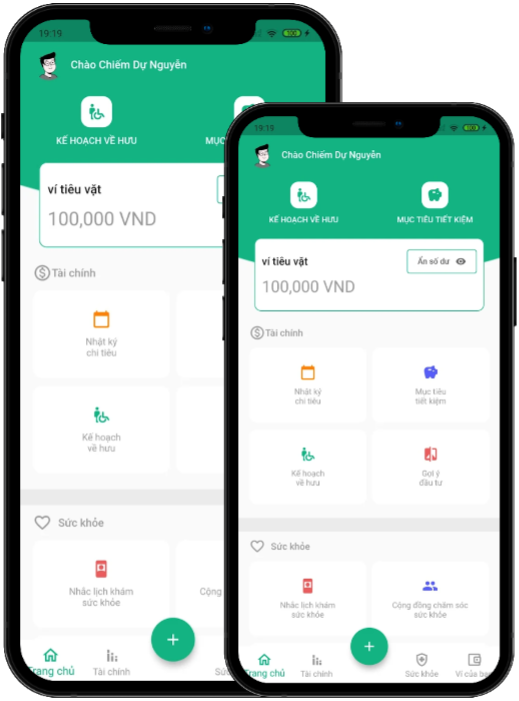 19:19
100
Chào Chiếm Dự Nguyễn
KẾ HOẠCH VỀ HƯU
MỤC
ví tiêu vặt
100,000 VND
Tài chính
Nhật ký
chi tiêu
Kế hoạch
về hưu
Sức khỏe
Nhắc lịch khám
sức khỏe
Cộng
+
Trang chủ
Tài chính
Sức
19:19
100
Chào Chiếm Dự Nguyễn
KẾ HOẠCH VỀ HƯU
MỤC TIÊU TIẾT KIỆM
ví tiêu vặt
Ẩn số dư
100,000 VND
Tài chính
Nhật ký
chi tiêu
Mục tiêu
tiết kiệm
Kế hoạch
về hưu
Gợi ý
đầu tư
Sức khỏe
Nhắc lịch khám
sức khỏe
Cộng đồng chăm sóc
sức khỏe
+
Trang chủ
Tài chính
Sức khỏe
Ví của bạn